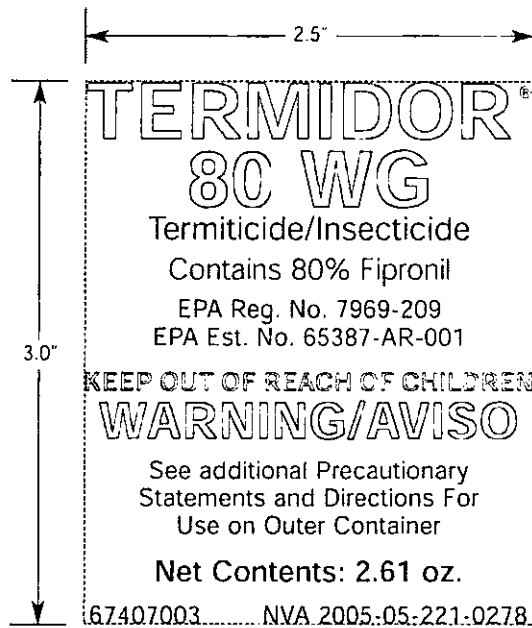 2.5"
TERMIDOR®
80 WG
Termiticide/Insecticide
Contains 80% Fipronil
EPA Reg. No. 7969-209
EPA Est. No. 65387-AR-001
3.0"
KEEP OUT OF REACH OF CHILDREN
WARNING/AVISO
See additional Precautionary
Statements and Directions For
Use on Outer Container
Net Contents: 2.61 oz.
67407003 NVA 2005-05-221-0278